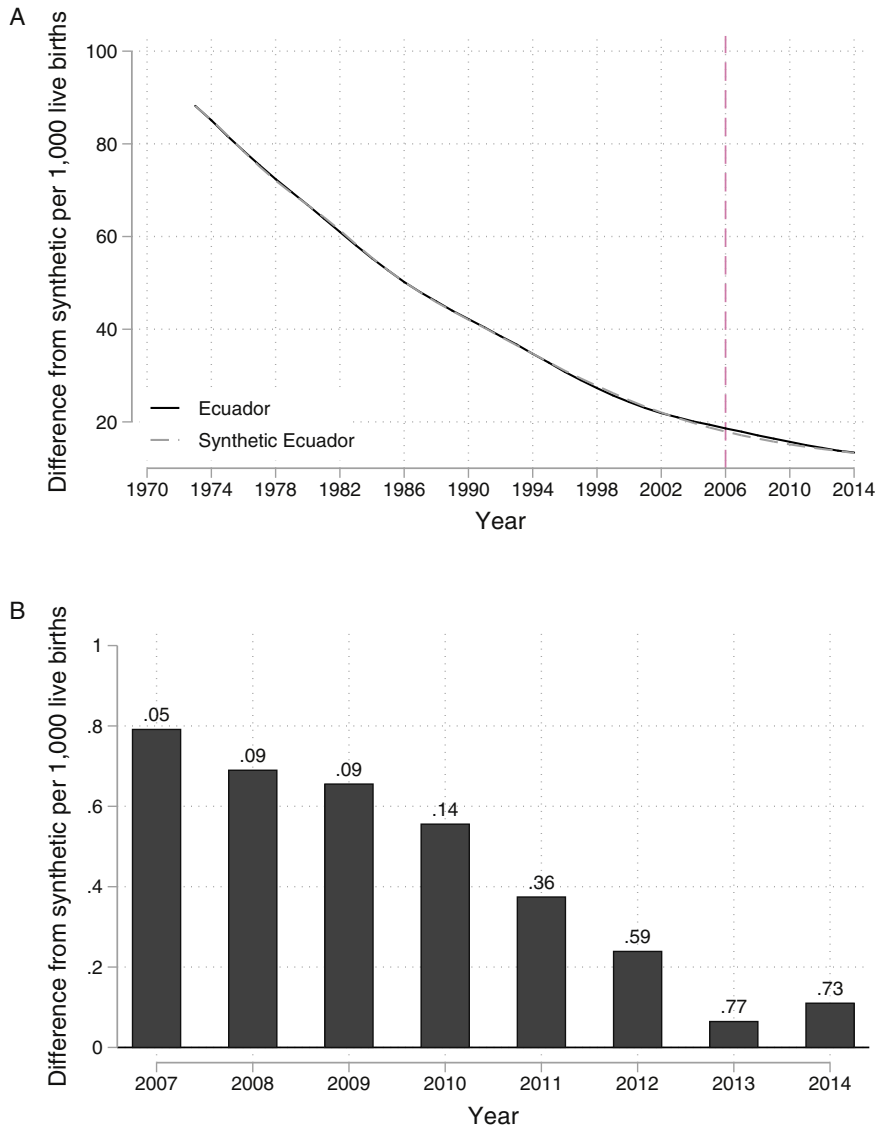 A
Difference from synthetic per 1,000 live births
100
80
60
40
20
Ecuador
Synthetic Ecuador
1970 1974 1978 1982 1986 1990 1994 1998 2002 2006 2010 2014
Year
B
Difference from synthetic per 1,000 live births
1
.8
.6
.4
.2
0
.05
.09
.09
.14
.36
.59
.77
.73
2007 2008 2009 2010 2011 2012 2013 2014
Year